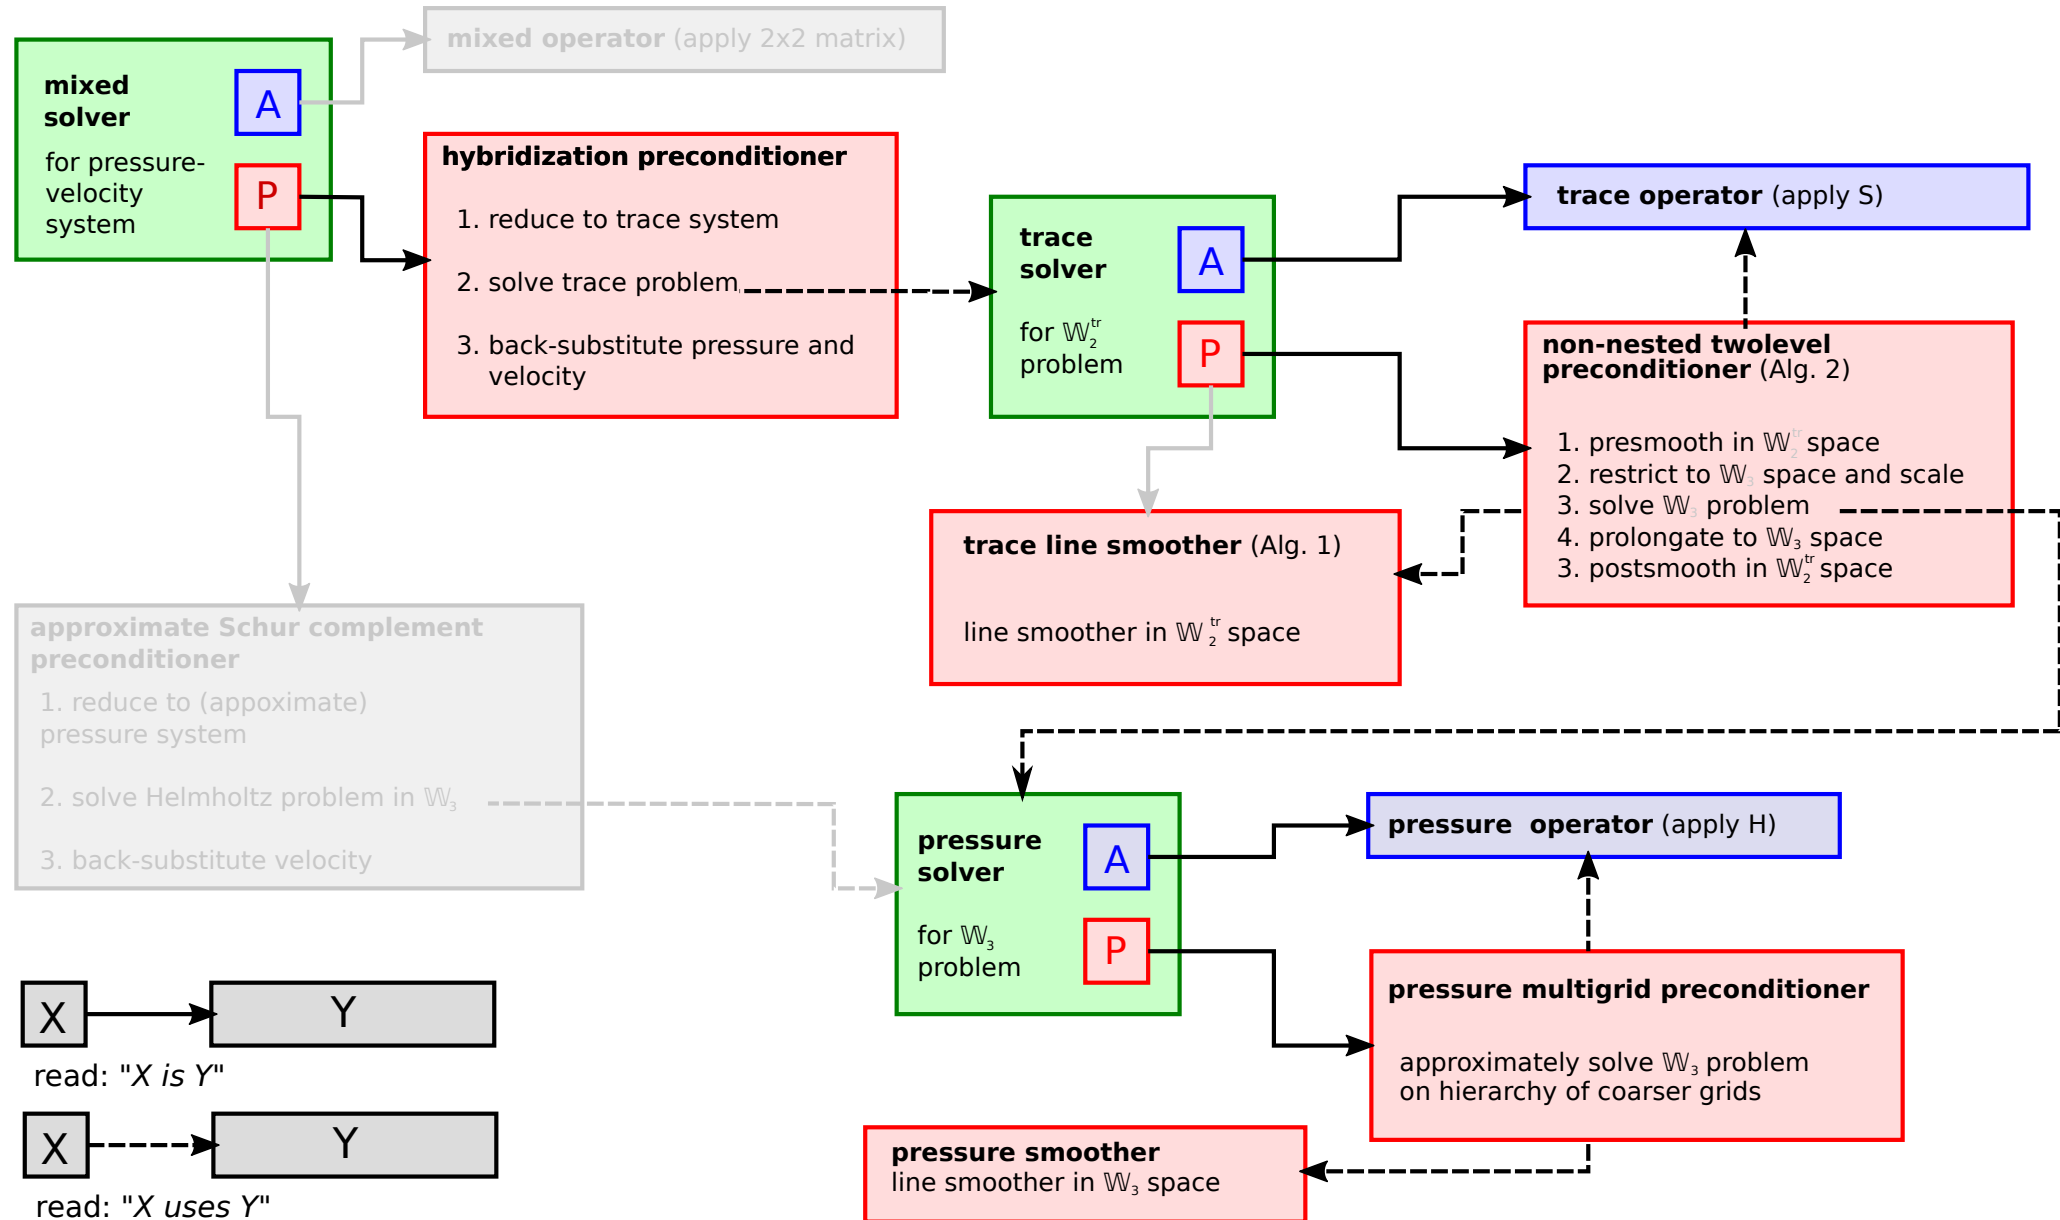 mixed operator (apply 2x2 matrix)
mixed
solver
A
for pressure-
velocity
system
P
hybridization preconditioner
1. reduce to trace system
2. solve trace problem
3. back-substitute pressure and
velocity
trace
solver
A
for 𝕎₂ᵗʳ
problem
P
trace operator (apply S)
non-nested twolevel
preconditioner (Alg. 2)
1. presmooth in 𝕎₂ᵗʳ space
2. restrict to 𝕎₃ space and scale
3. solve 𝕎₃ problem
4. prolongate to 𝕎₃ space
3. postsmooth in 𝕎₂ᵗʳ space
trace line smoother (Alg. 1)
line smoother in 𝕎₂ᵗʳ space
approximate Schur complement
preconditioner
1. reduce to (appoximate)
pressure system
2. solve Helmholtz problem in 𝕎₃
3. back-substitute velocity
pressure
solver
A
for 𝕎₃
problem
P
pressure operator (apply H)
pressure multigrid preconditioner
approximately solve 𝕎₃ problem
on hierarchy of coarser grids
pressure smoother
line smoother in 𝕎₃ space
X
Y
read: "X is Y"
X
Y
read: "X uses Y"